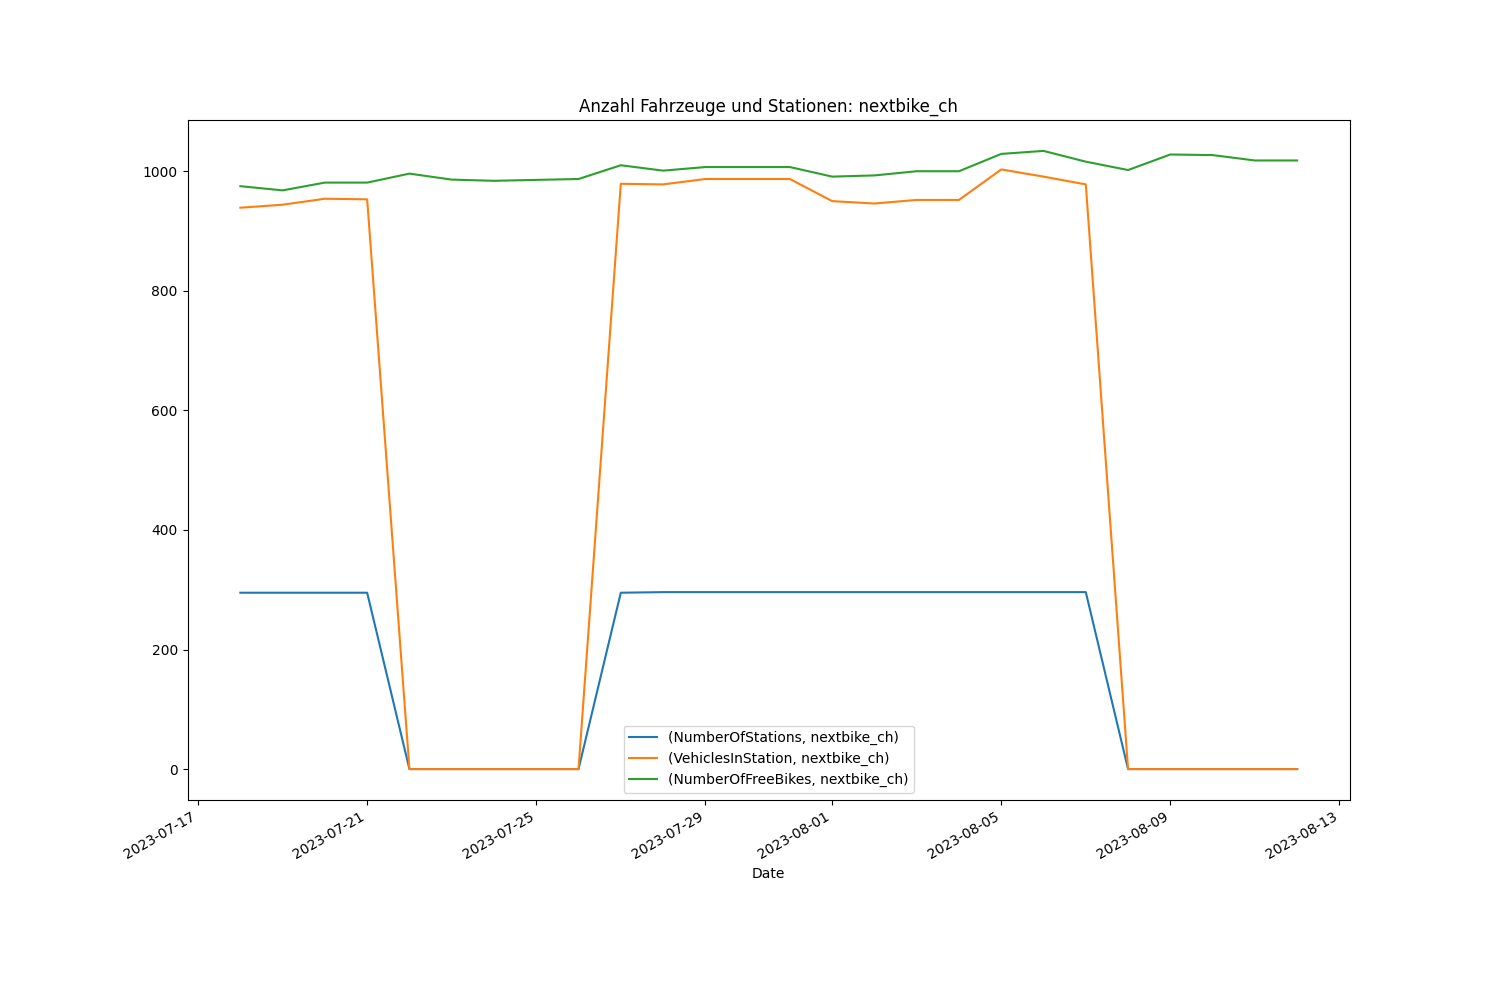 Anzahl Fahrzeuge und Stationen: nextbike_ch
1000
800
600
400
200
0
(NumberOfStations, nextbike_ch)
(VehiclesInStation, nextbike_ch)
(NumberOfFreeBikes, nextbike_ch)
2023-07-17
2023-07-21
2023-07-25
2023-07-29
2023-08-01
2023-08-05
2023-08-09
2023-08-13
Date